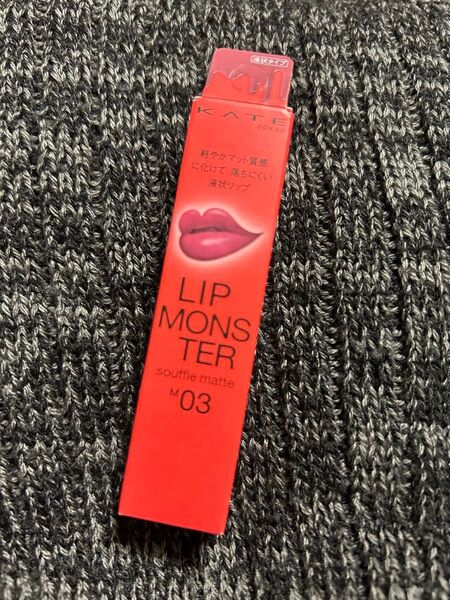 液状タイプ
KATE
TOKYO
軽やかマット質感
に化けて 落ちにくい
液状リップ
LIP
MONS
TER
souffle matte
M 03